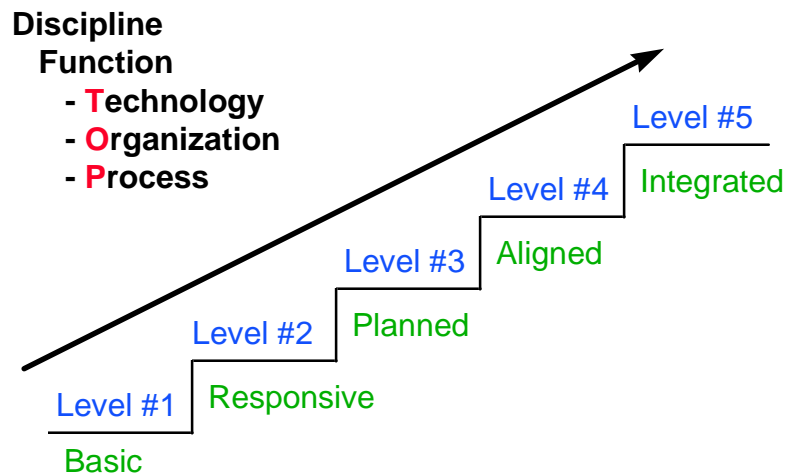 Discipline
Function
- Technology
- Organization
- Process
Level #5
Integrated
Level #4
Aligned
Level #3
Planned
Level #2
Responsive
Level #1
Basic